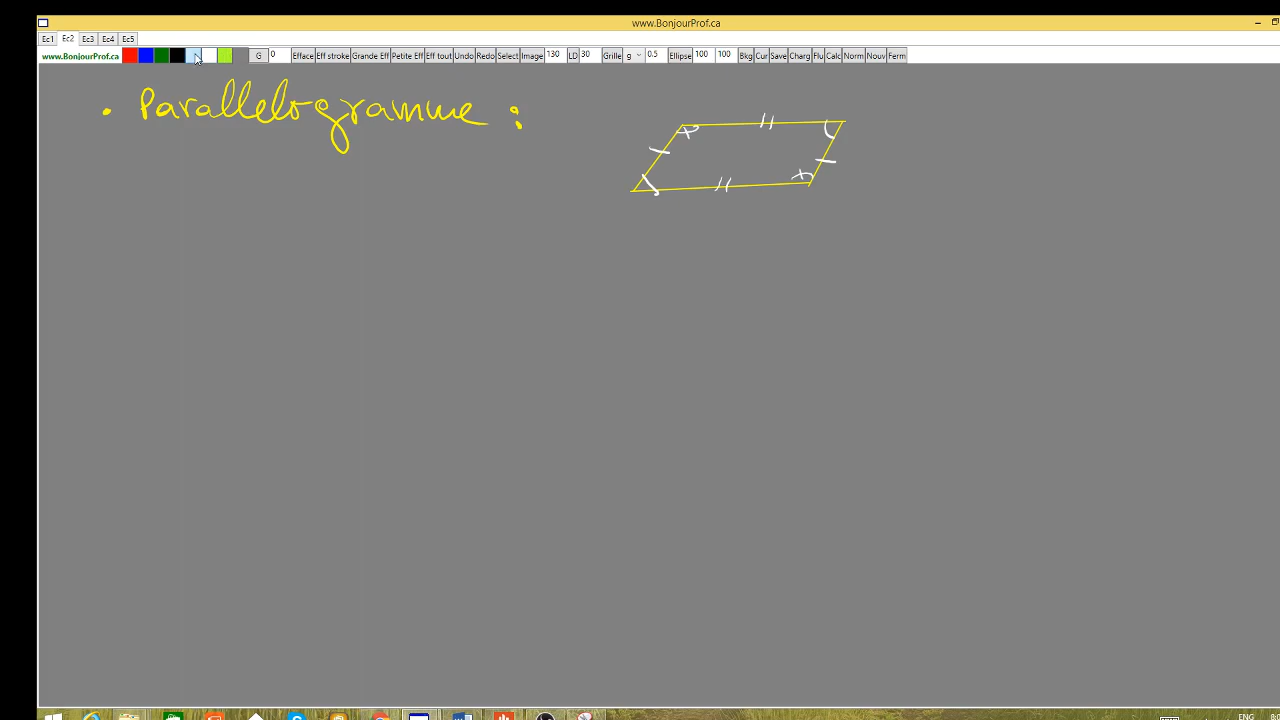 www.BonjourProf.ca
Ec1 Ec2 Ec3 Ec4 Ec5
www.BonjourProf.ca G 0 Efface Eff stroke Grande Eff Petite Eff Eff tout Undo Redo Select Image 130 LD 30 Grille g 0.5 Ellipse 100 100 Bkg Cur Save Charg Flu Calc Norm Nouv Ferm
• Parallelogramme :
ENG